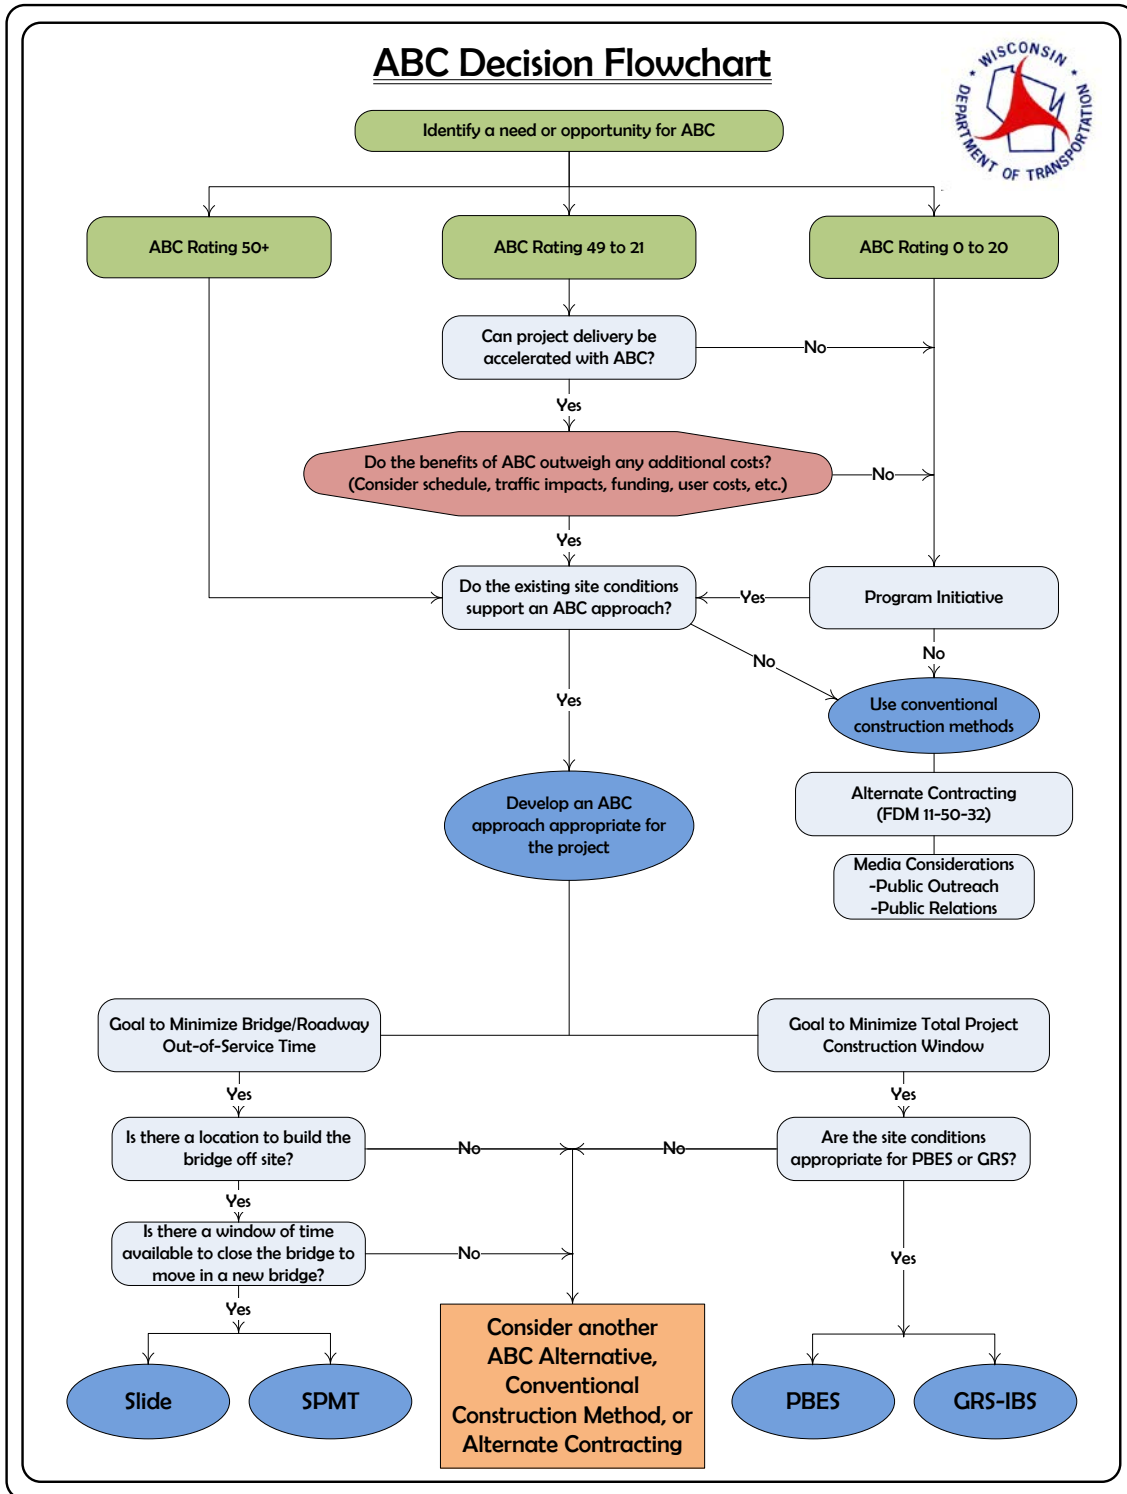 ABC Decision Flowchart
WISCONSIN
DEPARTMENT OF TRANSPORTATION
Identify a need or opportunity for ABC
ABC Rating 50+
ABC Rating 49 to 21
ABC Rating 0 to 20
Can project delivery be
accelerated with ABC?
No
Yes
Do the benefits of ABC outweigh any additional costs?
(Consider schedule, traffic impacts, funding, user costs, etc.)
No
Yes
Do the existing site conditions
support an ABC approach?
Yes
Program Initiative
No
No
Yes
Use conventional
construction methods
Develop an ABC
approach appropriate for
the project
Alternate Contracting
(FDM 11-50-32)
Media Considerations
-Public Outreach
-Public Relations
Goal to Minimize Bridge/Roadway
Out-of-Service Time
Goal to Minimize Total Project
Construction Window
Yes
Yes
Is there a location to build the
bridge off site?
No
No
Are the site conditions
appropriate for PBES or GRS?
Yes
Is there a window of time
available to close the bridge to
move in a new bridge?
No
Yes
Yes
Slide
SPMT
Consider another
ABC Alternative,
Conventional
Construction Method, or
Alternate Contracting
PBES
GRS-IBS